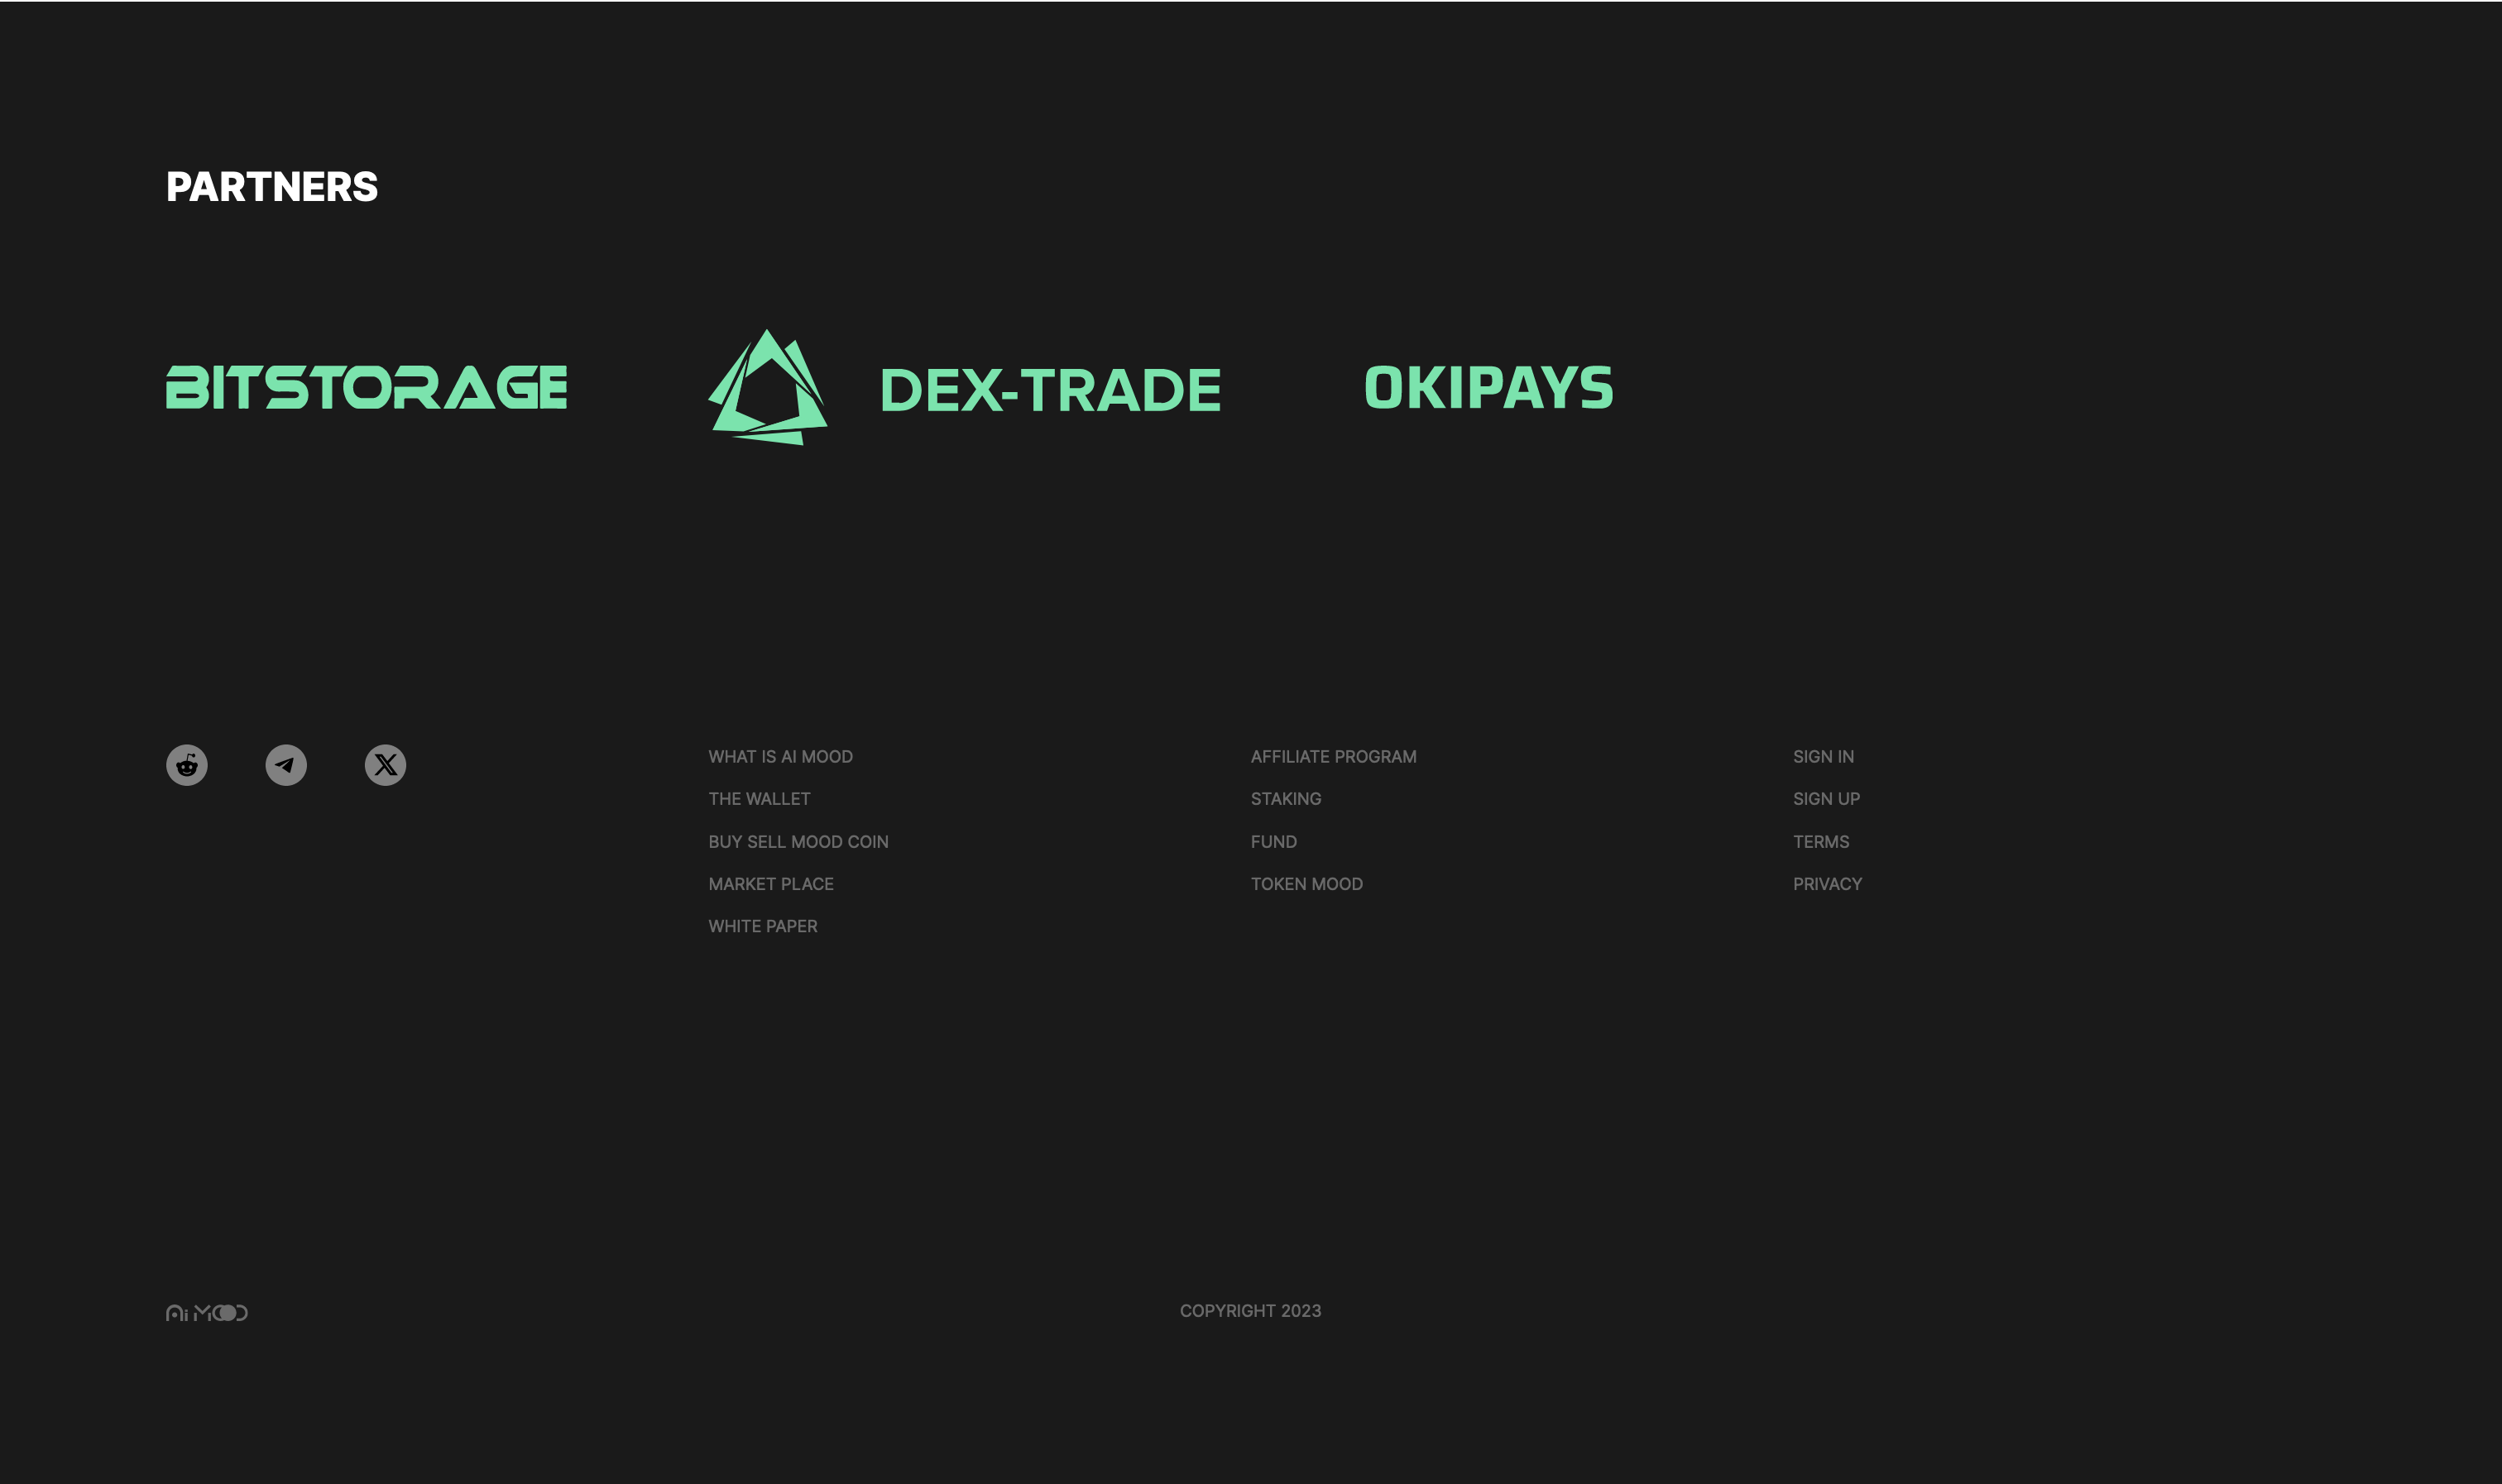 PARTNERS
BITSTORAGE
DEX-TRADE
OKIPAYS
WHAT IS AI MOOD
THE WALLET
BUY SELL MOOD COIN
MARKET PLACE
WHITE PAPER
AFFILIATE PROGRAM
STAKING
FUND
TOKEN MOOD
SIGN IN
SIGN UP
TERMS
PRIVACY
Ai MOOD
COPYRIGHT 2023